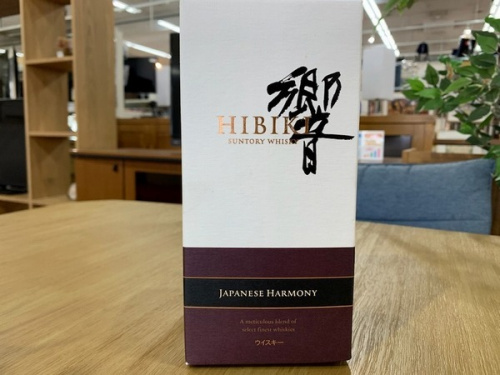 響
HIBIKI
SUNTORY WHISKY
JAPANESE HARMONY
A meticulous blend of
select finest whiskies
ウイスキー